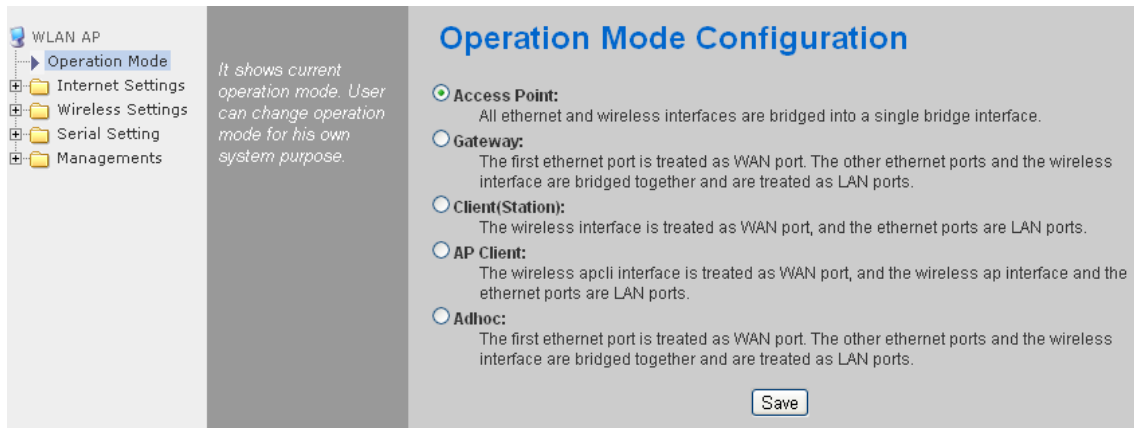 WLAN AP
Operation Mode
Internet Settings
Wireless Settings
Serial Setting
Managements
It shows current
operation mode. User
can change operation
mode for his own
system purpose.
Operation Mode Configuration
Access Point:
All ethernet and wireless interfaces are bridged into a single bridge interface.
Gateway:
The first ethernet port is treated as WAN port. The other ethernet ports and the wireless
interface are bridged together and are treated as LAN ports.
Client(Station):
The wireless interface is treated as WAN port, and the ethernet ports are LAN ports.
AP Client:
The wireless apcli interface is treated as WAN port, and the wireless ap interface and the
ethernet ports are LAN ports.
Adhoc:
The first ethernet port is treated as WAN port. The other ethernet ports and the wireless
interface are bridged together and are treated as LAN ports.
Save